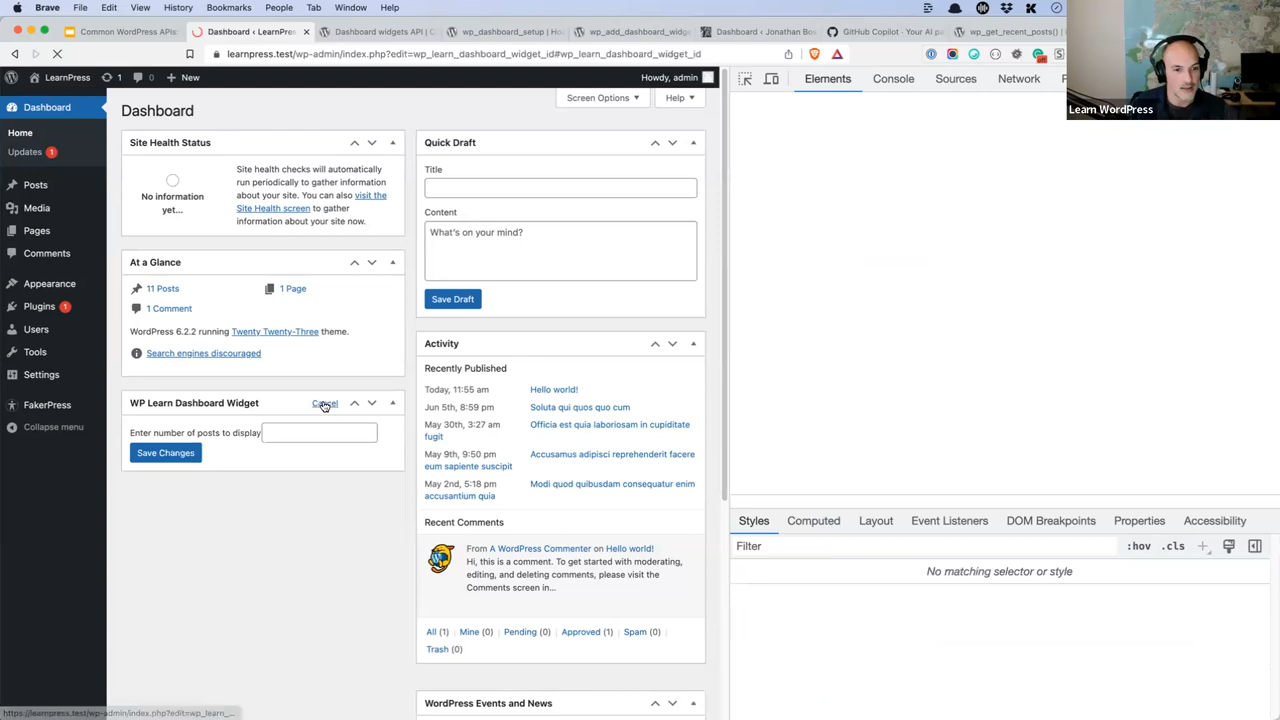 Brave File Edit View History Bookmarks People Tab Window Help
Common WordPress APIs:
Dashboard ‹ LearnPres
Dashboard widgets API
wp_dashboard_setup | Ho
wp_add_dashboard_widg
Dashboard ‹ Jonathan Bos
GitHub Copilot · Your AI pa
wp_get_recent_posts()
learnpress.test/wp-admin/index.php?edit=wp_learn_dashboard_widget_id#wp_learn_dashboard_widget_id
LearnPress 1 0 New
Howdy, admin
Elements Console Sources Network
Learn WordPress
Dashboard
Home
Updates 1
Posts
Media
Pages
Comments
Appearance
Plugins 1
Users
Tools
Settings
FakerPress
Collapse menu
Screen Options
Help
Dashboard
Site Health Status
No information
yet...
Site health checks will automatically
run periodically to gather information
about your site. You can also visit the
Site Health screen to gather
information about your site now.
At a Glance
11 Posts
1 Page
1 Comment
WordPress 6.2.2 running Twenty Twenty-Three theme.
Search engines discouraged
WP Learn Dashboard Widget
Cancel
Enter number of posts to display
Save Changes
Quick Draft
Title
Content
What's on your mind?
Save Draft
Activity
Recently Published
Today, 11:55 am Hello world!
Jun 5th, 8:59 pm Soluta qui quos quo cum
May 30th, 3:27 am Officia est quia laboriosam in cupiditate
fugit
May 9th, 9:50 pm Accusamus adipisci reprehenderit facere
eum sapiente suscipit
May 2nd, 5:18 pm Modi quod quibusdam consequatur enim
accusantium quia
Recent Comments
From A WordPress Commenter on Hello world!
Hi, this is a comment. To get started with moderating,
editing, and deleting comments, please visit the
Comments screen in...
All (1) | Mine (0) | Pending (0) | Approved (1) | Spam (0) |
Trash (0)
WordPress Events and News
Styles Computed Layout Event Listeners DOM Breakpoints Properties Accessibility
Filter
:hov .cls
No matching selector or style
https://learnpress.test/wp-admin/index.php?edit=wp_learn_...